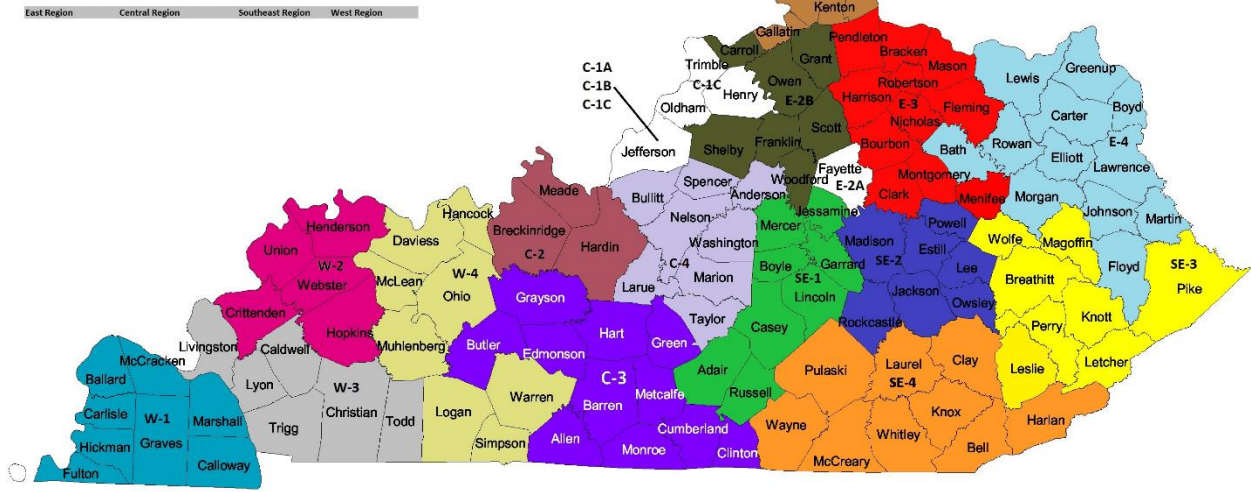 East Region Central Region Southeast Region West Region
Kenton
Gallatin
Pendleton
Carroll
Grant
Bracken
Trimble
Mason
C-1A
C-1B
C-1C
C-1C
Henry
Owen
Robertson
Lewis
Greenup
Oldham
E-2B
Harrison
E-3
Fleming
Boyd
Nicholas
Carter
Scott
Jefferson
Shelby
Franklin
Bourbon
Bath
Rowan
Elliott
E-4
Lawrence
Fayette
E-2A
Woodford
Montgomery
Clark
Menifee
Morgan
Johnson
Martin
Meade
Bullitt
Spencer
Anderson
Jessamine
Hancock
Breckinridge
C-2
Hardin
Nelson
Washington
C-4
Marion
Larue
Taylor
Mercer
Boyle
SE-1
Garrard
Lincoln
Casey
Madison
SE-2
Powell
Estill
Lee
Jackson
Owsley
Rockcastle
Wolfe
Magoffin
Breathitt
Floyd
SE-3
Pike
Knott
Perry
Letcher
Leslie
Henderson
Union
W-2
Webster
Crittenden
Hopkins
Daviess
McLean
W-4
Ohio
Muhlenberg
Grayson
Butler
Edmonson
Hart
Green
C-3
Adair
Russell
Pulaski
Laurel
SE-4
Clay
Knox
Harlan
Bell
Whitley
McCreary
Wayne
Livingston
Caldwell
Lyon
W-3
Christian
Trigg
Todd
Logan
Warren
Simpson
Barren
Metcalfe
Allen
Monroe
Cumberland
Clinton
McCracken
Ballard
Carlisle
W-1
Marshall
Hickman
Graves
Fulton
Calloway